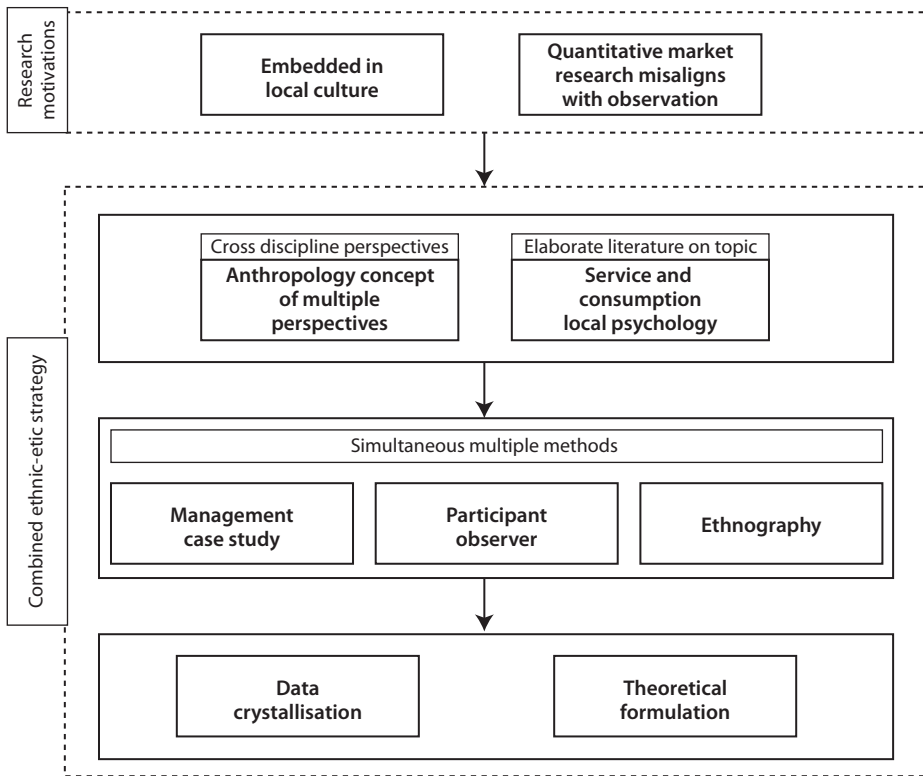 Research
motivations
Embedded in
local culture
Quantitative market
research misaligns
with observation
Combined ethnic-etic strategy
Cross discipline perspectives
Anthropology concept
of multiple
perspectives
Elaborate literature on topic
Service and
consumption
local psychology
Simultaneous multiple methods
Management
case study
Participant
observer
Ethnography
Data
crystallisation
Theoretical
formulation